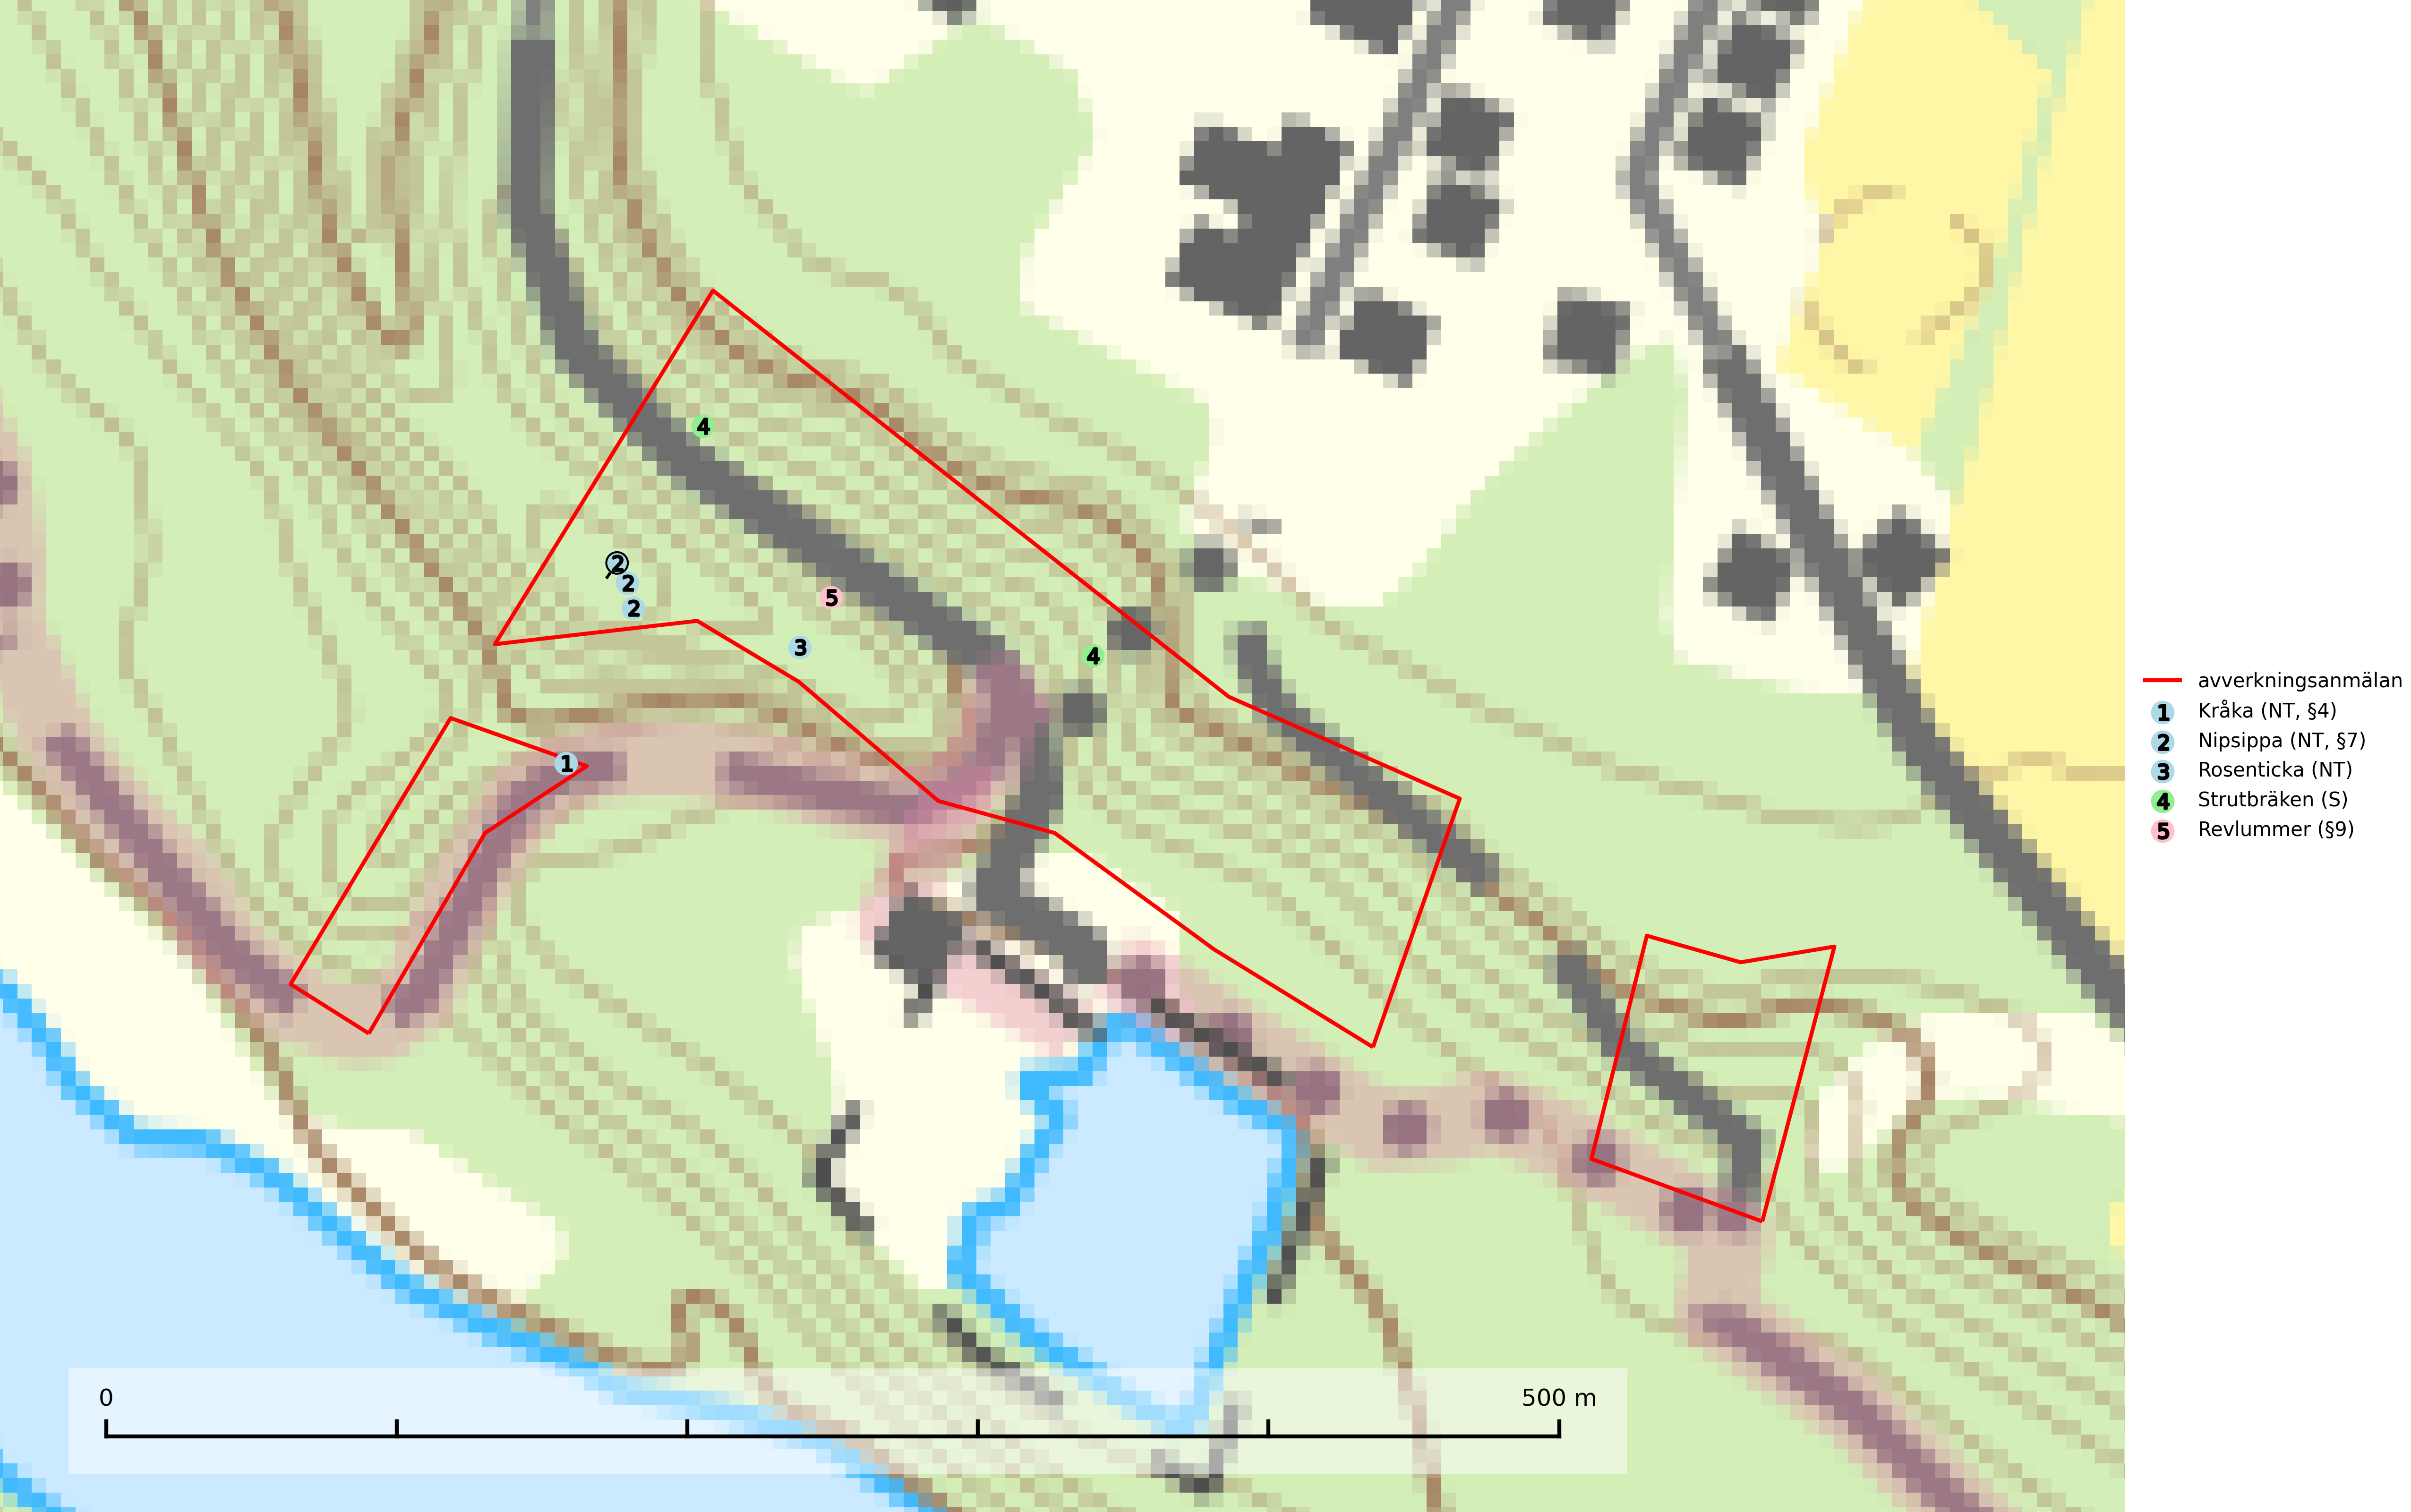 4
2
2
2
5
3
4
1
avverkningsanmälan
1 Kråka (NT, §4)
2 Nipsippa (NT, §7)
3 Rosenticka (NT)
4 Strutbräken (S)
5 Revlummer (§9)
0 500 m